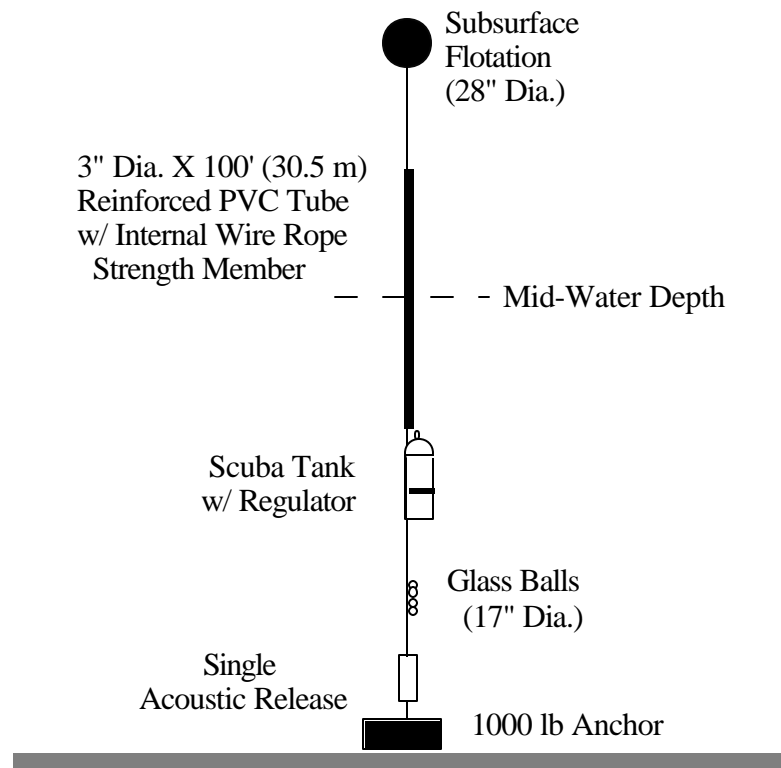 Subsurface
Flotation
(28" Dia.)
3" Dia. X 100' (30.5 m)
Reinforced PVC Tube
w/ Internal Wire Rope
Strength Member
Mid-Water Depth
Scuba Tank
w/ Regulator
Glass Balls
(17" Dia.)
Single
Acoustic Release
1000 lb Anchor